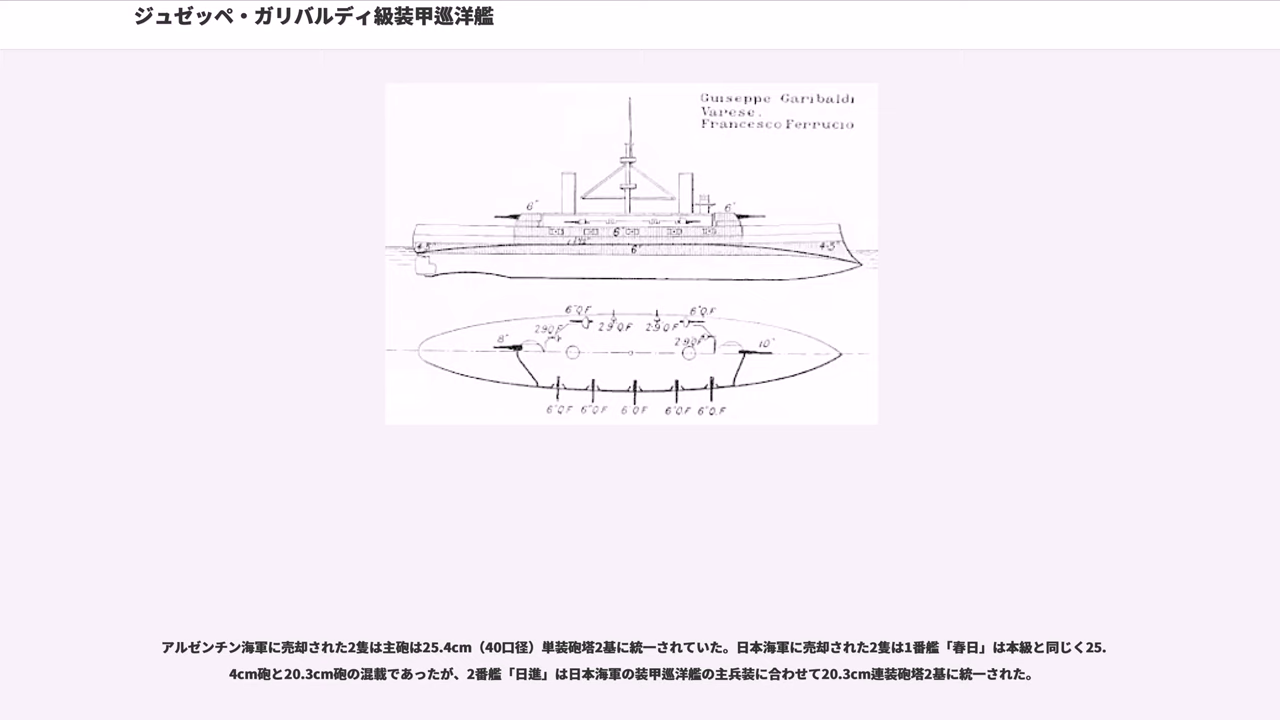 ジュゼッペ・ガリバルディ級装甲巡洋艦
Guiseppe Garibaldi
Varese.
Francesco Ferrucio
6"
6"
4·5"
6"
4·5"
6"
6"Q.F
2·9"Q.F
2·9"Q.F
6"Q.F
2·9Q.F
2·9Q.F
8"
10"
6"Q.F 6"Q.F 6"Q.F 6"Q.F 6"Q.F
アルゼンチン海軍に売却された2隻は主砲は25.4cm（40口径）単装砲塔2基に統一されていた。日本海軍に売却された2隻は1番艦「春日」は本級と同じく25.
4cm砲と20.3cm砲の混載であったが、2番艦「日進」は日本海軍の装甲巡洋艦の主兵装に合わせて20.3cm連装砲塔2基に統一された。